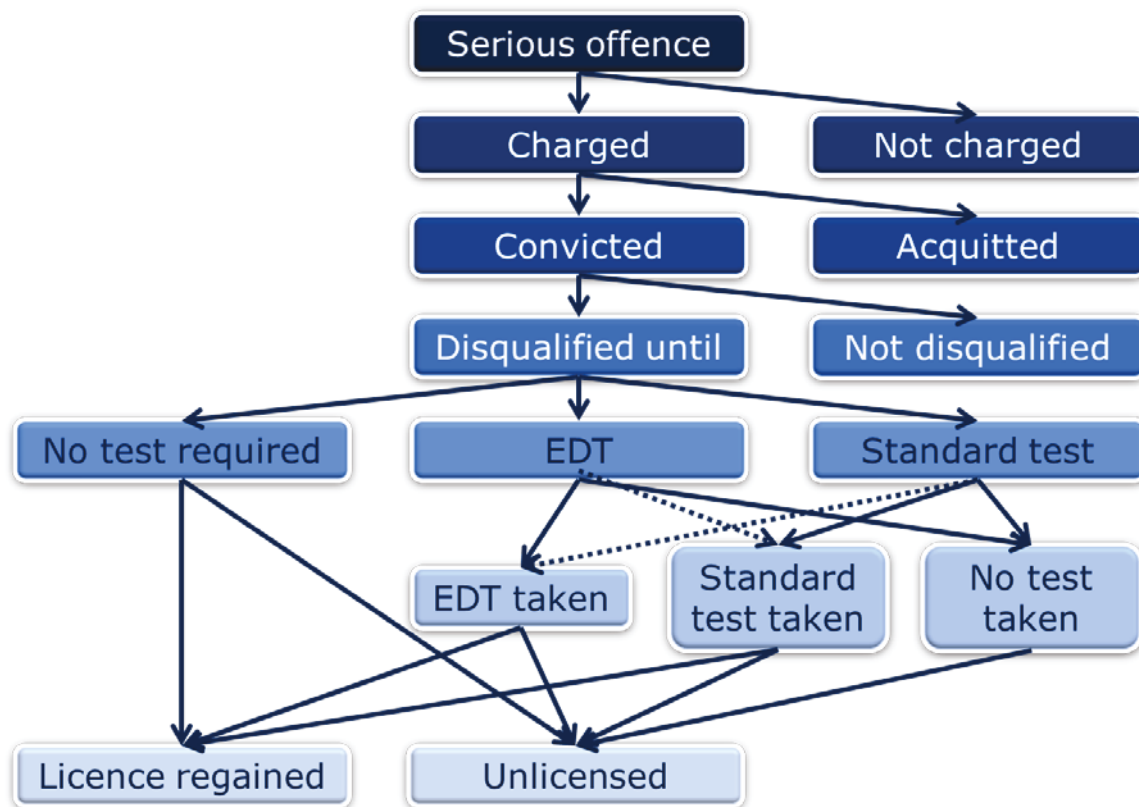 Serious offence
Charged
Not charged
Convicted
Acquitted
Disqualified until
Not disqualified
No test required
EDT
Standard test
EDT taken
Standard
test taken
No test
taken
Licence regained
Unlicensed